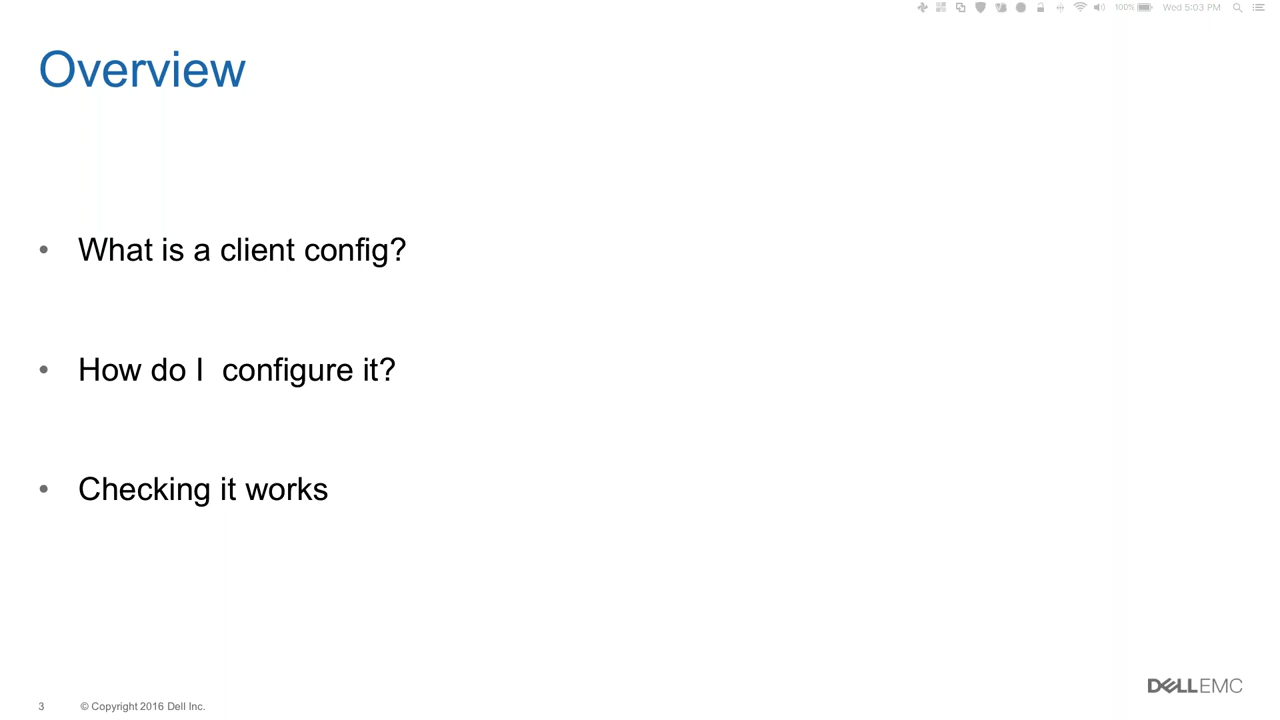 100% Wed 5:03 PM
Overview
• What is a client config?
• How do I  configure it?
• Checking it works
DELLEMC
3 © Copyright 2016 Dell Inc.